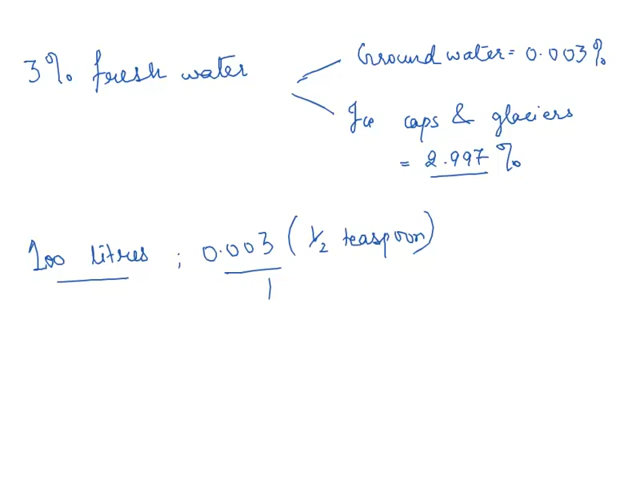 3% fresh water
Ground water = 0.003%
Ice caps & glaciers
= 2.997 %
100 litres ; 0.003 (1/2 teaspoon)